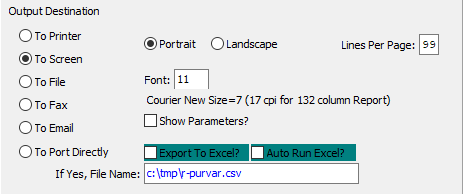 Output Destination
To Printer
Portrait Landscape Lines Per Page: 99
To Screen
To File Font: 11
To Fax Courier New Size=7 (17 cpi for 132 column Report)
To Email Show Parameters?
To Port Directly Export To Excel? Auto Run Excel?
If Yes, File Name: c:\tmp\r-purvar.csv